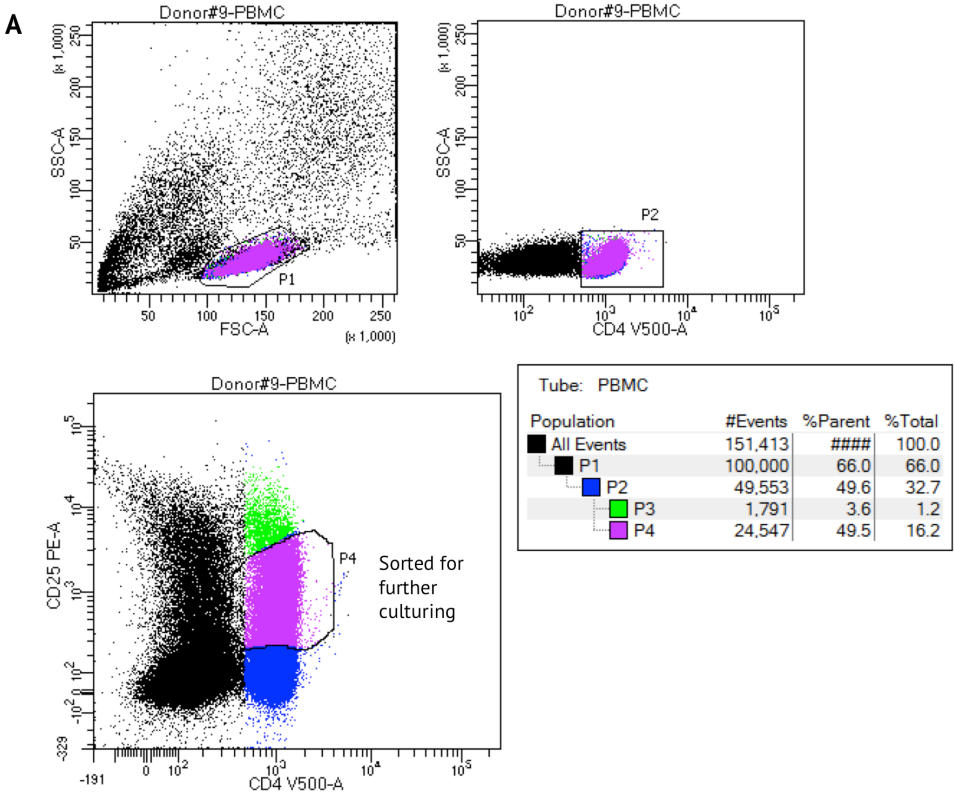 A
Donor#9-PBMC
(x 1,000)
250
200
150
100
50
SSC-A
P1
50 100 150 200 250
FSC-A
(x 1,000)
Donor#9-PBMC
(x 1,000)
250
200
150
100
50
SSC-A
P2
10² 10³ 10⁴ 10⁵
CD4 V500-A
Donor#9-PBMC
10⁵
10⁴
10³
10²
0
-10²
-329
CD25 PE-A
P4
Sorted for
further
culturing
-191 0 10² 10³ 10⁴ 10⁵
CD4 V500-A
Tube: PBMC
Population #Events %Parent %Total
All Events 151,413 #### 100.0
P1 100,000 66.0 66.0
P2 49,553 49.6 32.7
P3 1,791 3.6 1.2
P4 24,547 49.5 16.2